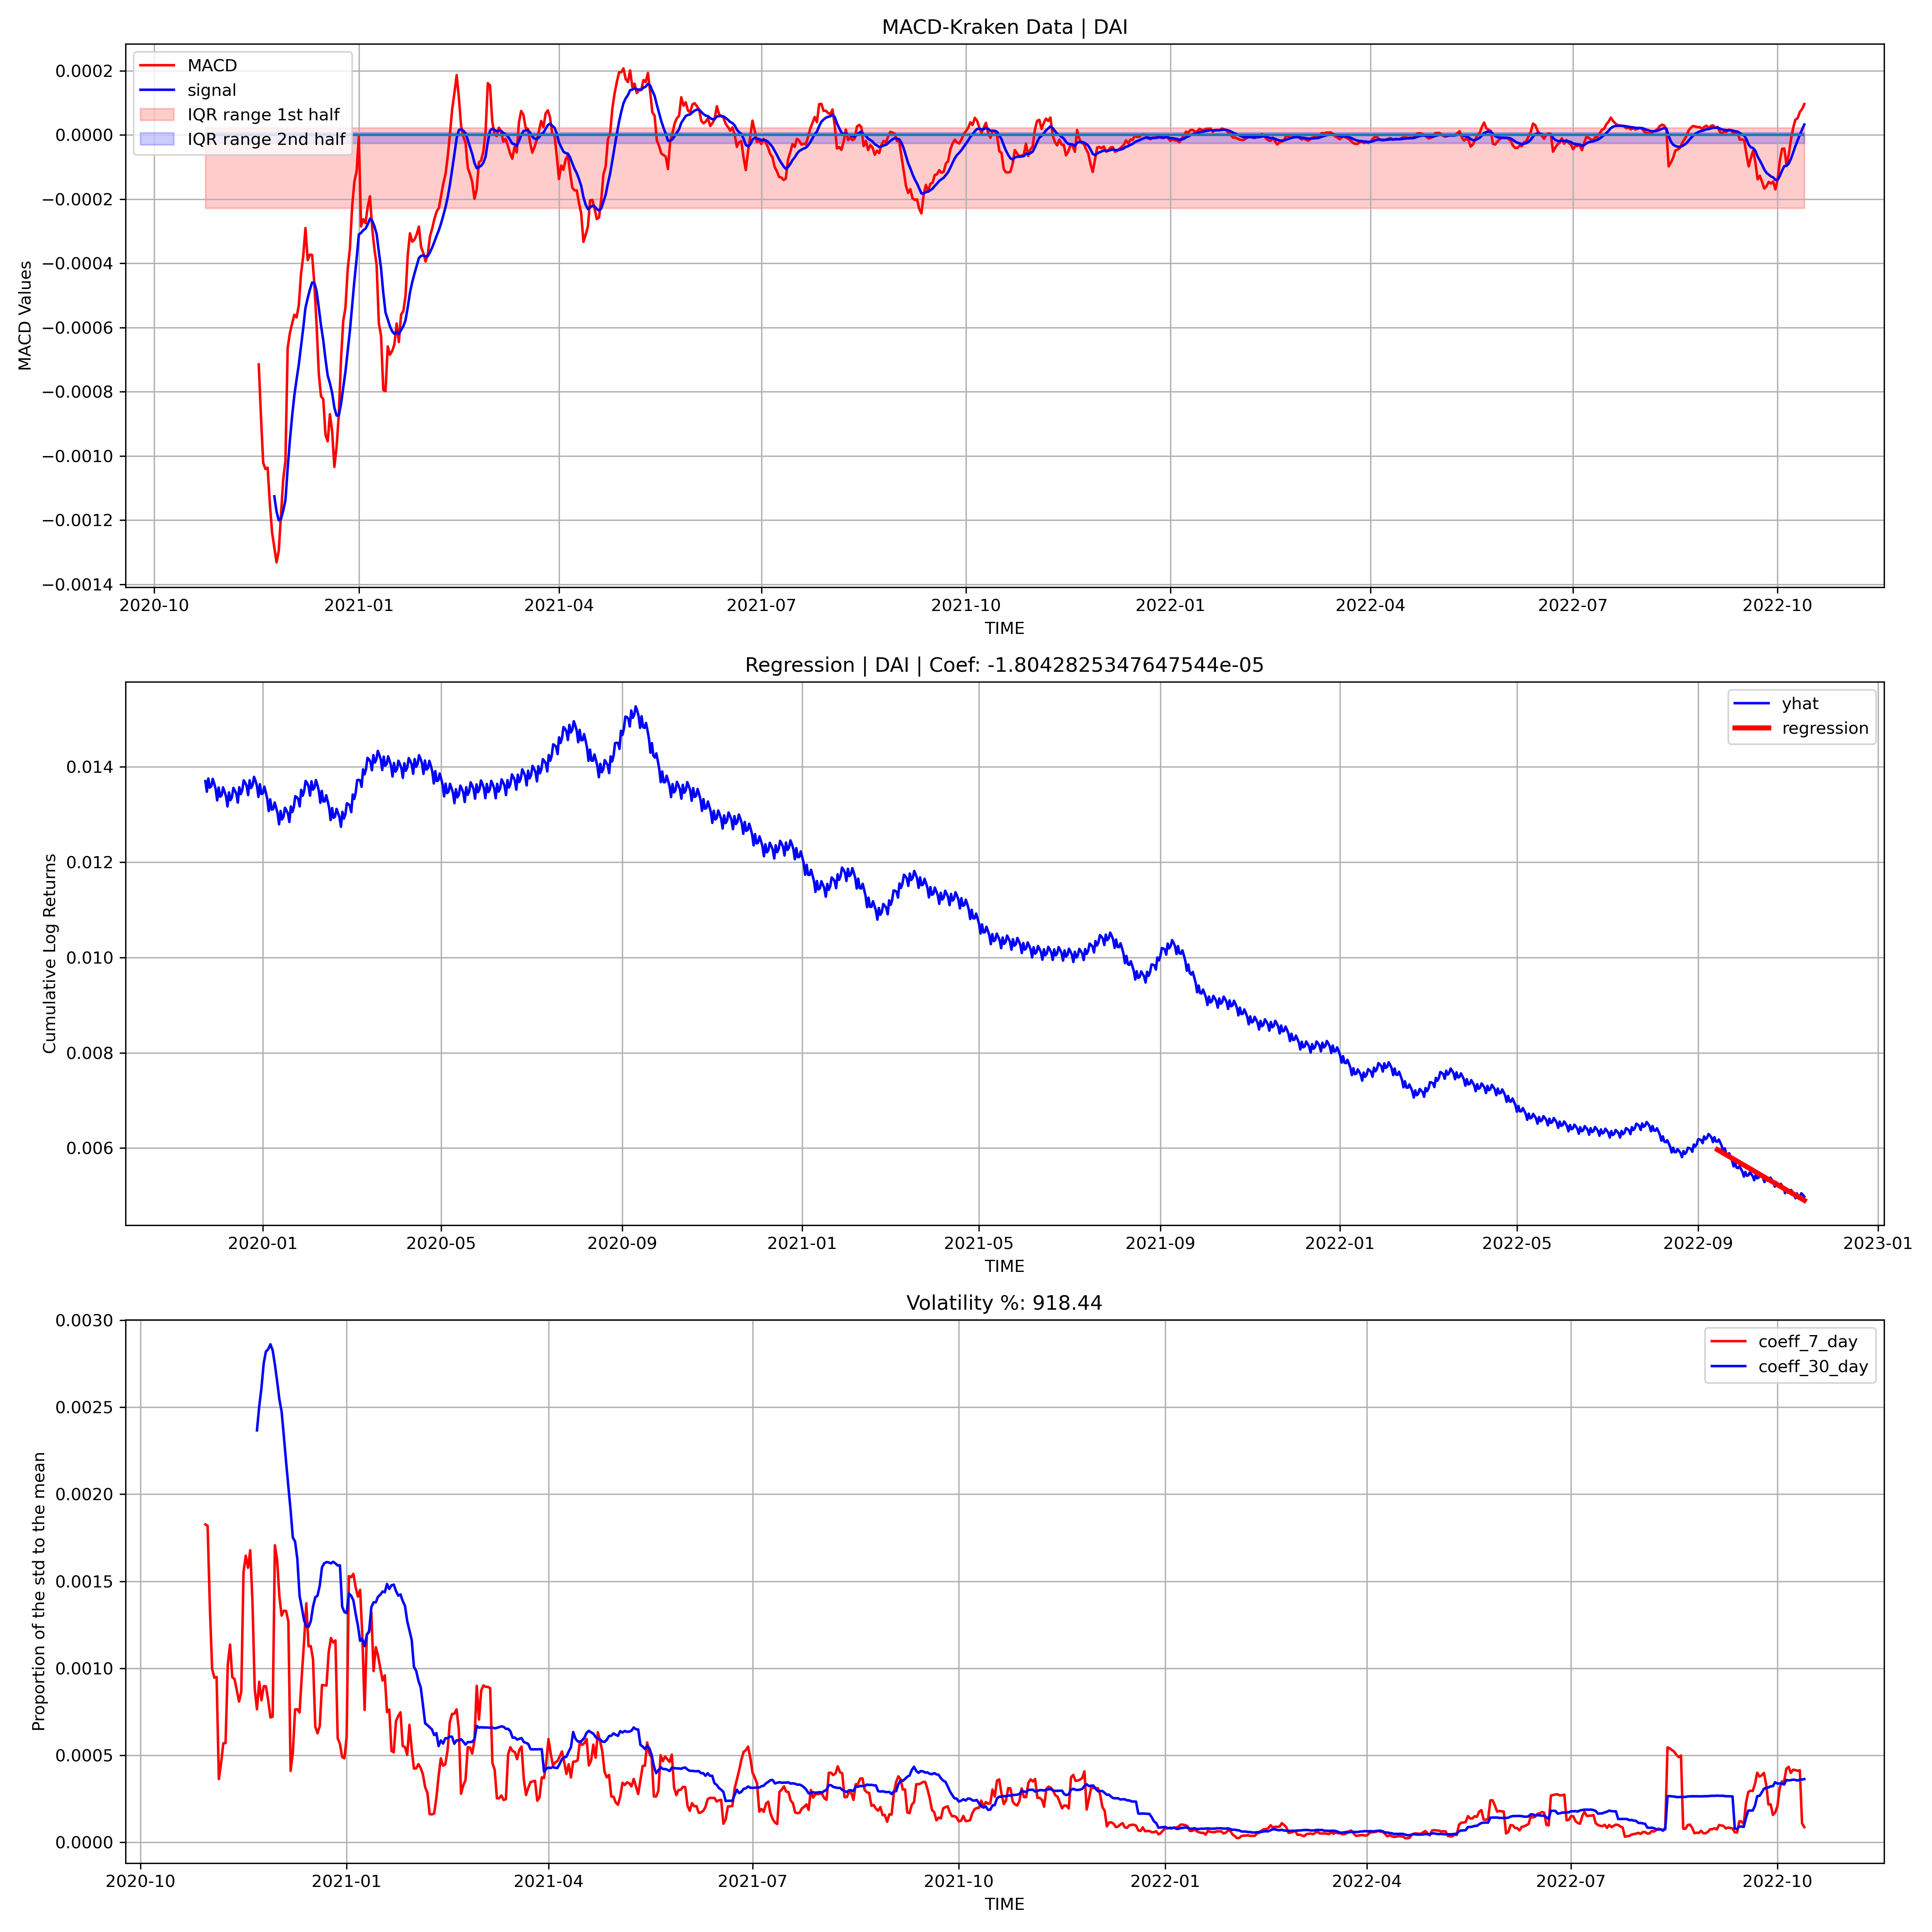 MACD-Kraken Data | DAI
MACD
signal
IQR range 1st half
IQR range 2nd half
MACD Values
0.0002
0.0000
−0.0002
−0.0004
−0.0006
−0.0008
−0.0010
−0.0012
−0.0014
2020-10 2021-01 2021-04 2021-07 2021-10 2022-01 2022-04 2022-07 2022-10
TIME
Regression | DAI | Coef: -1.8042825347647544e-05
yhat
regression
Cumulative Log Returns
0.014
0.012
0.010
0.008
0.006
2020-01 2020-05 2020-09 2021-01 2021-05 2021-09 2022-01 2022-05 2022-09 2023-01
TIME
Volatility %: 918.44
coeff_7_day
coeff_30_day
Proportion of the std to the mean
0.0030
0.0025
0.0020
0.0015
0.0010
0.0005
0.0000
2020-10 2021-01 2021-04 2021-07 2021-10 2022-01 2022-04 2022-07 2022-10
TIME